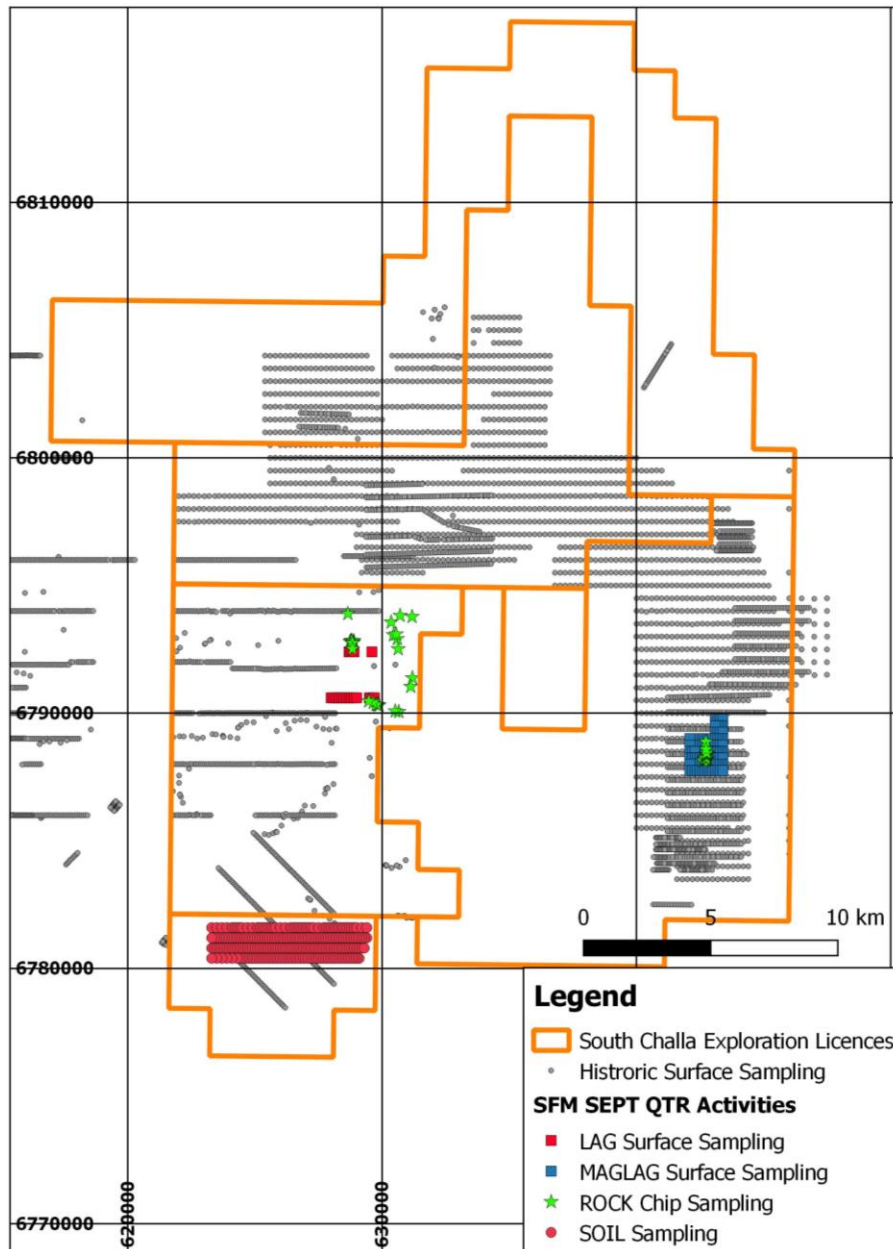 6810000
6800000
6790000
0 5 10 km
6780000
Legend
South Challa Exploration Licences
Histroric Surface Sampling
SFM SEPT QTR Activities
LAG Surface Sampling
MAGLAG Surface Sampling
ROCK Chip Sampling
SOIL Sampling
6770000
620000
630000